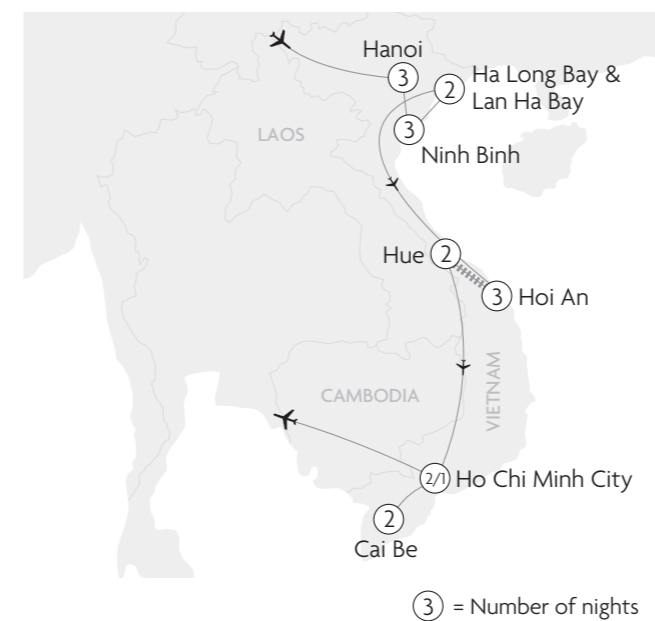 Hanoi
3
2
Ha Long Bay &
Lan Ha Bay
LAOS
3
Ninh Binh
Hue
2
3
Hoi An
CAMBODIA
VIETNAM
2/1
Ho Chi Minh City
2
Cai Be
3 = Number of nights